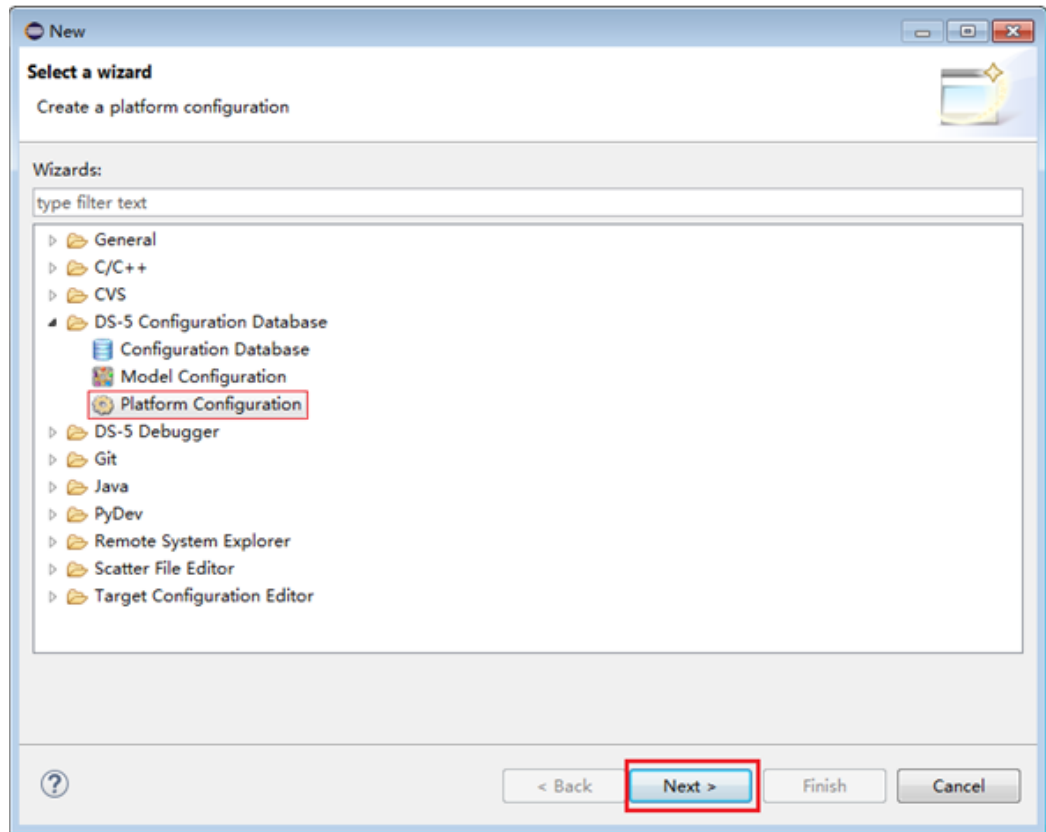 New
Select a wizard
Create a platform configuration
Wizards:
type filter text
General
C/C++
CVS
DS-5 Configuration Database
Configuration Database
Model Configuration
Platform Configuration
DS-5 Debugger
Git
Java
PyDev
Remote System Explorer
Scatter File Editor
Target Configuration Editor
? < Back Next > Finish Cancel